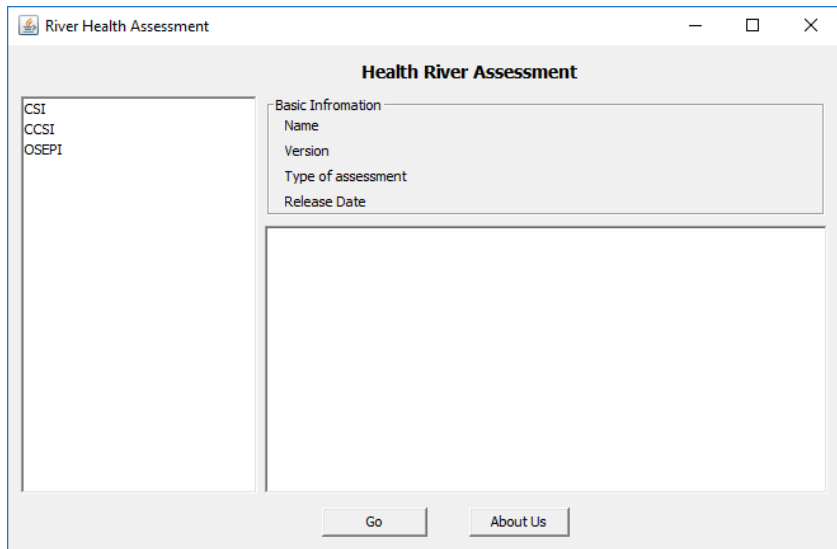 River Health Assessment
Health River Assessment
CSI
CCSI
OSEPI
Basic Infromation
Name
Version
Type of assessment
Release Date
Go
About Us